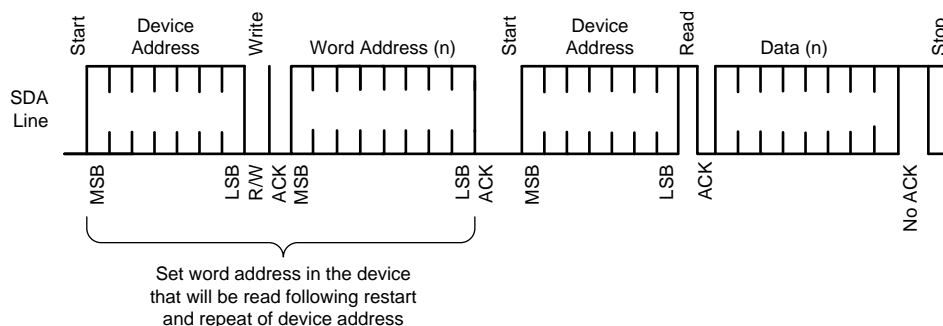 Start
Device
Address
Write
Word Address (n)
Start
Device
Address
Read
Data (n)
Stop
SDA
Line
MSB
LSB
R/W
ACK
MSB
LSB
ACK
MSB
LSB
ACK
No ACK
Set word address in the device
that will be read following restart
and repeat of device address